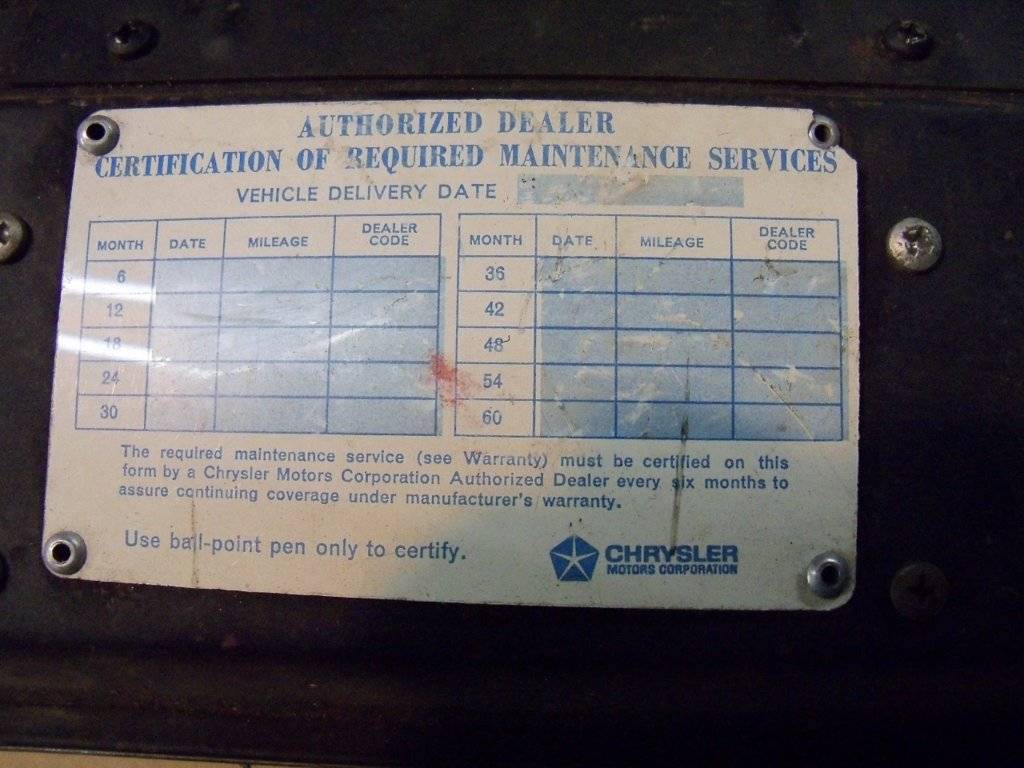 AUTHORIZED DEALER
CERTIFICATION OF REQUIRED MAINTENANCE SERVICES
VEHICLE DELIVERY DATE
MONTH DATE MILEAGE DEALER CODE MONTH DATE MILEAGE DEALER CODE
6 36
12 42
18 48
24 54
30 60
The required maintenance service (see Warranty) must be certified on this
form by a Chrysler Motors Corporation Authorized Dealer every six months to
assure continuing coverage under manufacturer's warranty.
Use ball-point pen only to certify.
CHRYSLER
MOTORS CORPORATION